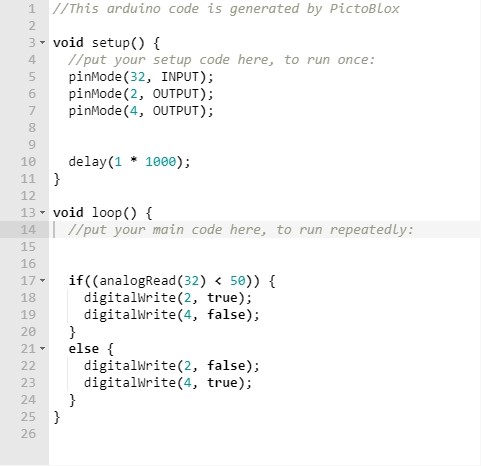 1 //This arduino code is generated by PictoBlox
2
3 void setup() {
4 //put your setup code here, to run once:
5 pinMode(32, INPUT);
6 pinMode(2, OUTPUT);
7 pinMode(4, OUTPUT);
8
9
10 delay(1 * 1000);
11 }
12
13 void loop() {
14 //put your main code here, to run repeatedly:
15
16
17 if((analogRead(32) < 50)) {
18 digitalWrite(2, true);
19 digitalWrite(4, false);
20 }
21 else {
22 digitalWrite(2, false);
23 digitalWrite(4, true);
24 }
25 }
26